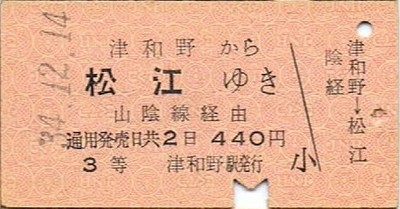 34.12.14
津和野から
松江ゆき
山陰線経由
通用発売日共2日 440円
3等 津和野駅発行
小
津和野→松江
陰経